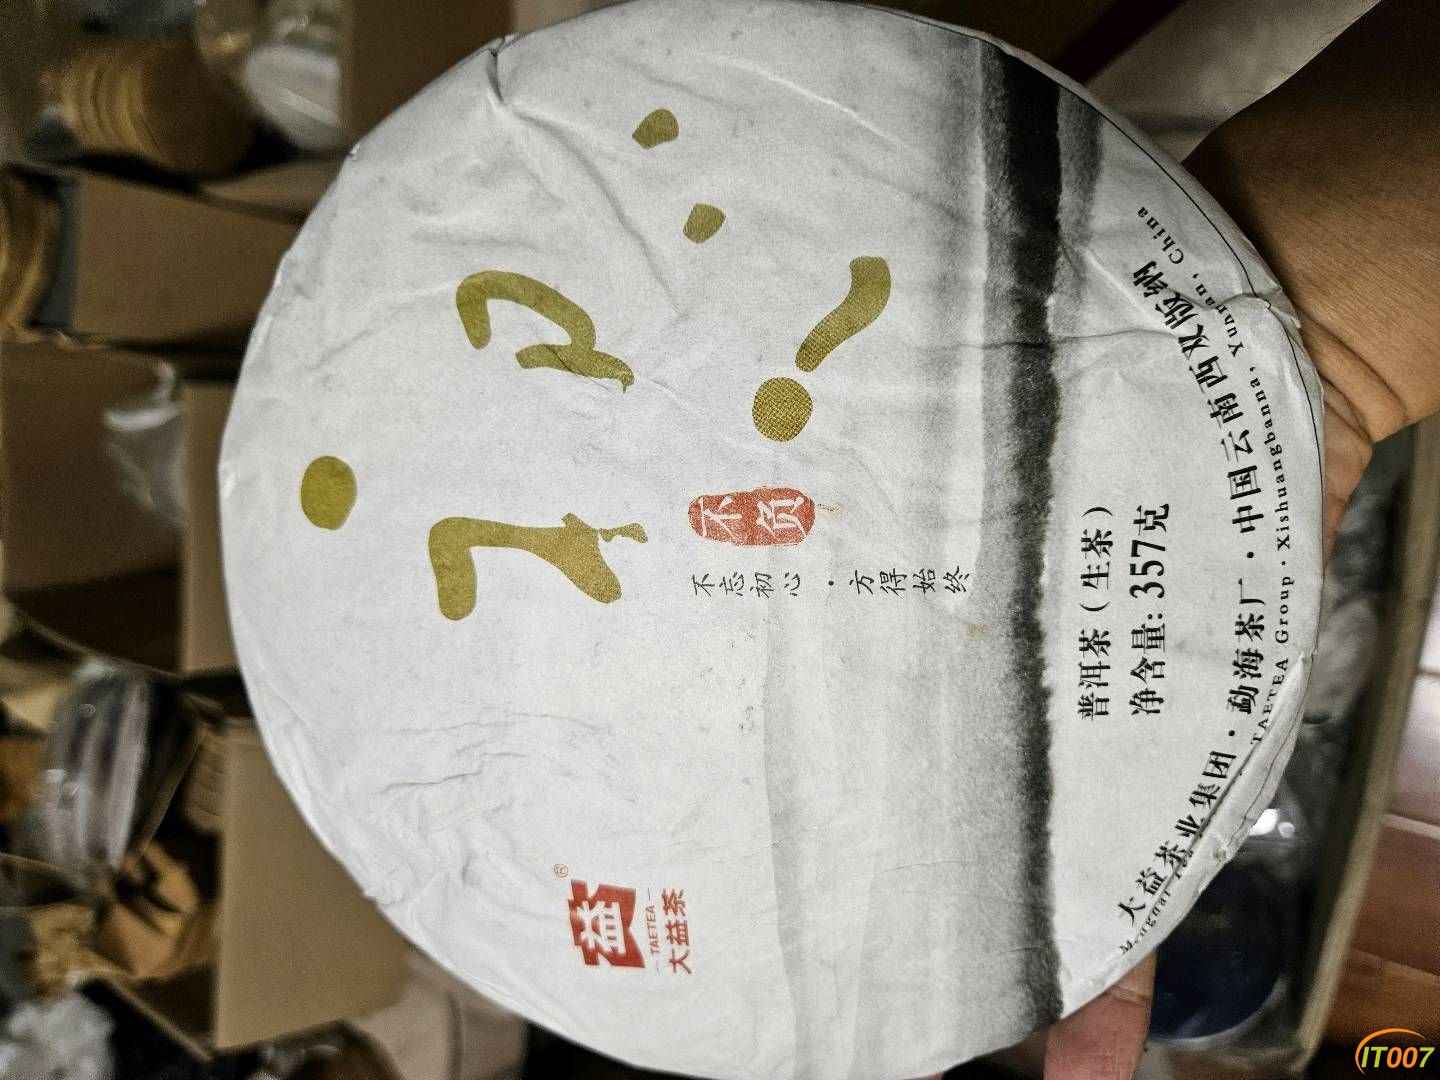 益®
TAETEA
大益茶
初心
不负
不忘初心·方得始终
普洱茶（生茶）
净含量: 357克
大益茶业集团·勐海茶厂·中国云南西双版纳
TAETEA Group·Xishuangbanna, Yunnan, China
IT007